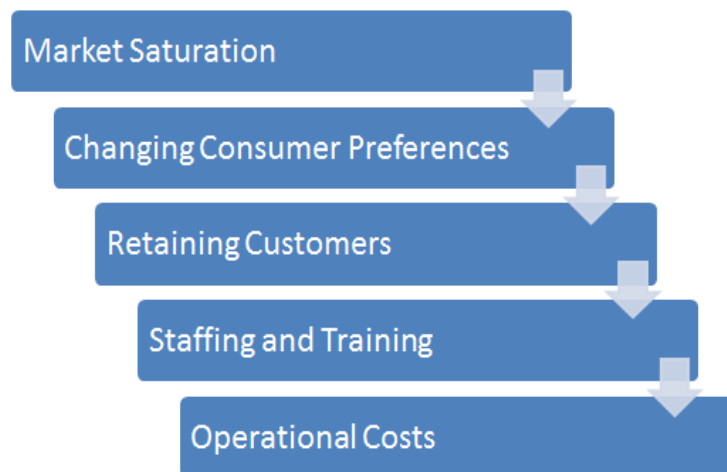 Market Saturation
Changing Consumer Preferences
Retaining Customers
Staffing and Training
Operational Costs